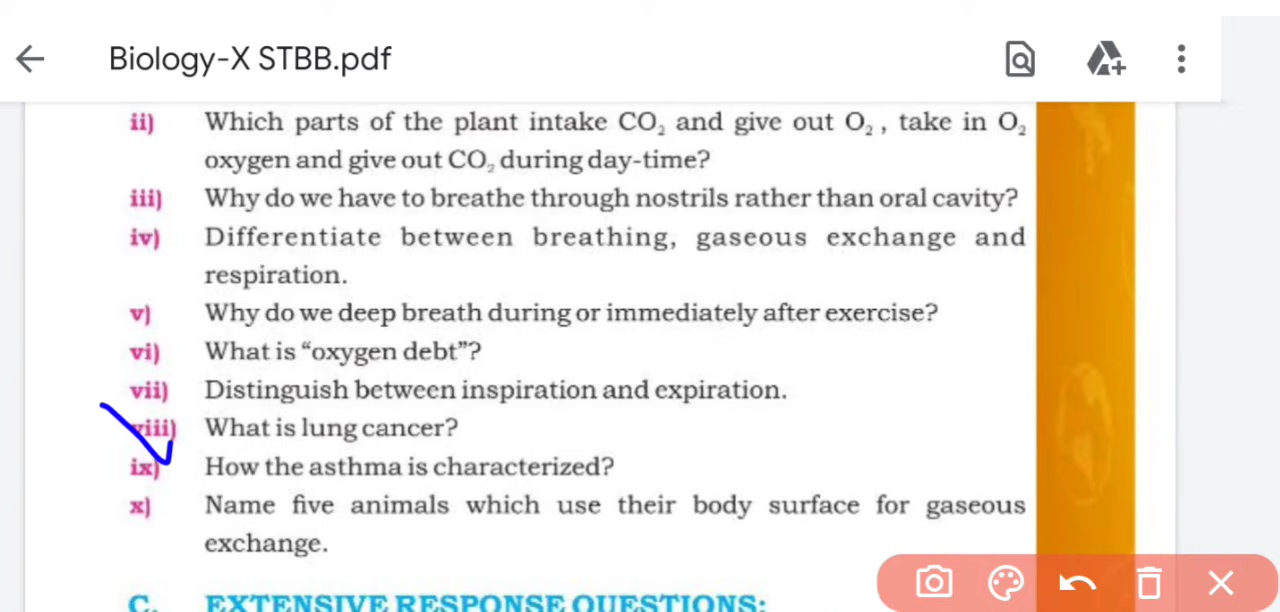 Biology-X STBB.pdf
ii) Which parts of the plant intake CO₂ and give out O₂ , take in O₂
oxygen and give out CO₂ during day-time?
iii) Why do we have to breathe through nostrils rather than oral cavity?
iv) Differentiate between breathing, gaseous exchange and
respiration.
v) Why do we deep breath during or immediately after exercise?
vi) What is “oxygen debt”?
vii) Distinguish between inspiration and expiration.
viii) What is lung cancer?
ix) How the asthma is characterized?
x) Name five animals which use their body surface for gaseous
exchange.
C. EXTENSIVE RESPONSE QUESTIONS: